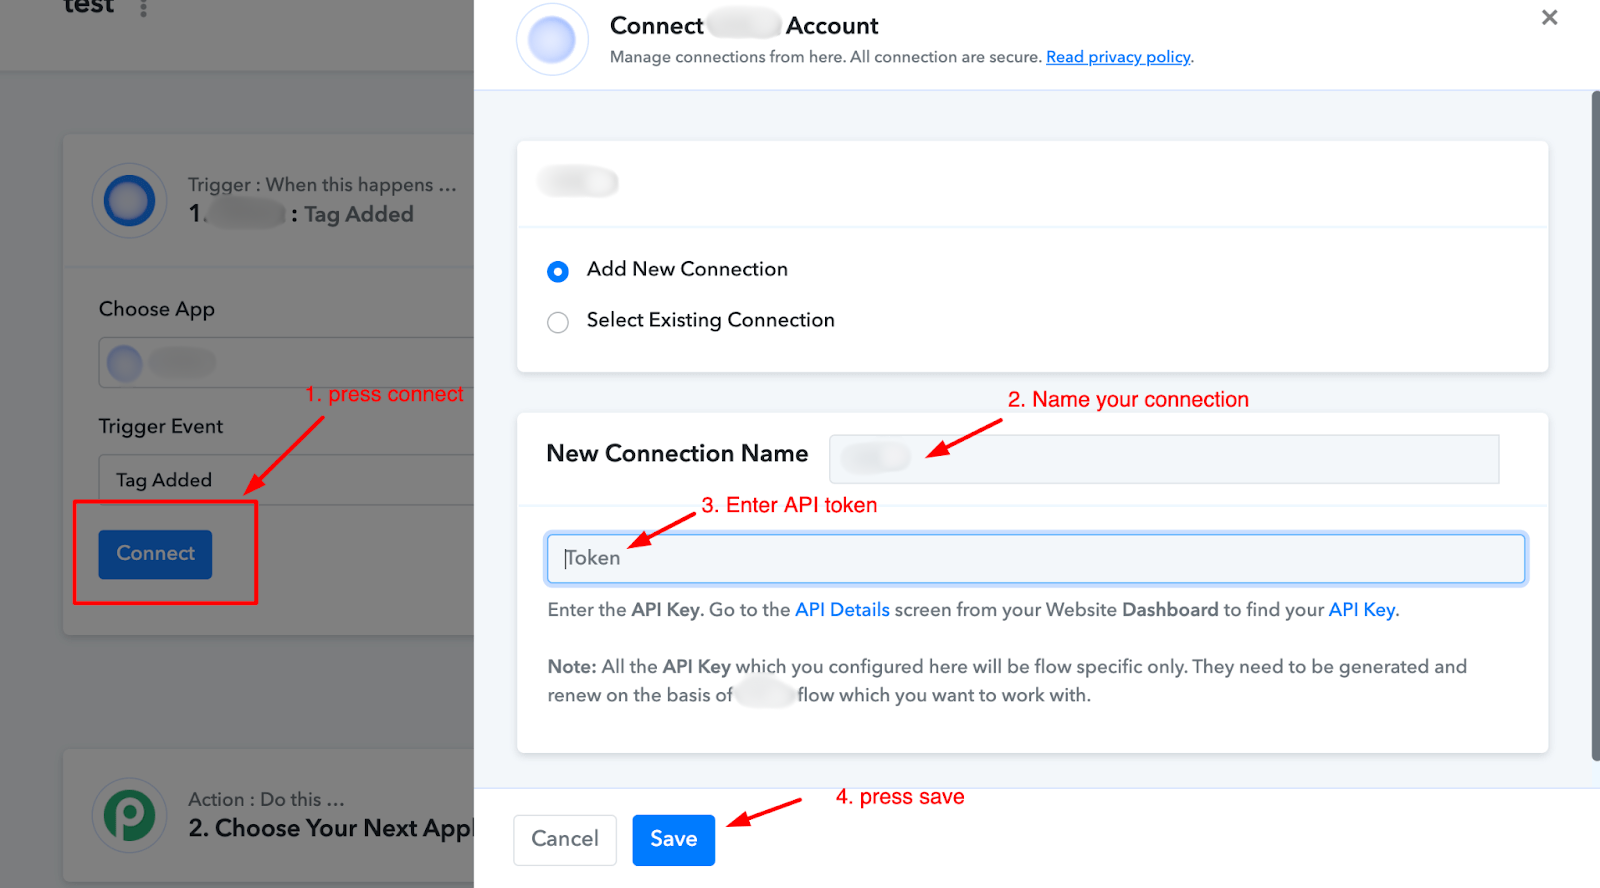 test
Trigger : When this happens ...
1. : Tag Added
Choose App
1. press connect
Trigger Event
Tag Added
Connect
Action : Do this ...
2. Choose Your Next Appl
Connect Account
Manage connections from here. All connection are secure. Read privacy policy.
Add New Connection
Select Existing Connection
2. Name your connection
New Connection Name
3. Enter API token
Token
Enter the API Key. Go to the API Details screen from your Website Dashboard to find your API Key.
Note: All the API Key which you configured here will be flow specific only. They need to be generated and
renew on the basis of flow which you want to work with.
4. press save
Cancel
Save